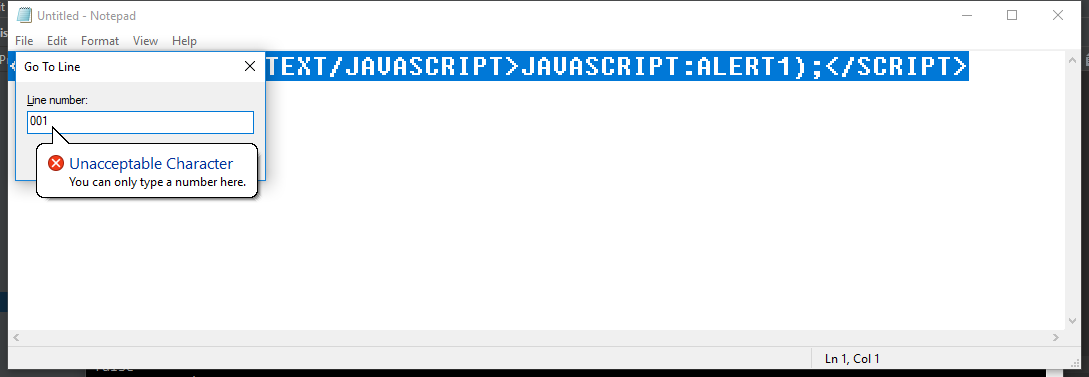 Untitled - Notepad
File Edit Format View Help
TEXT/JAVASCRIPT>JAVASCRIPT:ALERT1);</SCRIPT>
Go To Line
Line number:
001
Unacceptable Character
You can only type a number here.
Ln 1, Col 1